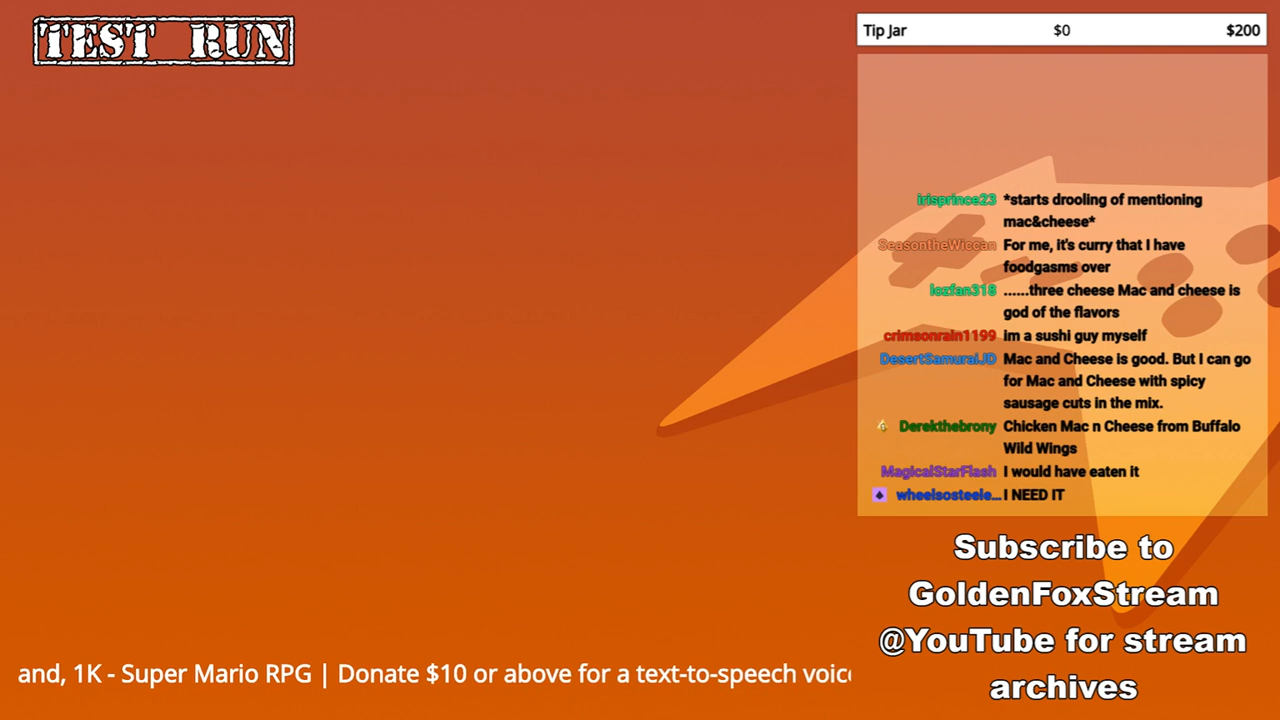 TEST RUN
Tip Jar $0 $200
irisprince23 *starts drooling of mentioning
mac&cheese*
SeasontheWiccan For me, it's curry that I have
foodgasms over
lozfan318 ......three cheese Mac and cheese is
god of the flavors
crimsonrain1199 im a sushi guy myself
DesertSamuraiJD Mac and Cheese is good. But I can go
for Mac and Cheese with spicy
sausage cuts in the mix.
Derekthebrony Chicken Mac n Cheese from Buffalo
Wild Wings
MagicalStarFlash I would have eaten it
wheelsosteele... I NEED IT
Subscribe to
GoldenFoxStream
@YouTube for stream
archives
and, 1K - Super Mario RPG | Donate $10 or above for a text-to-speech voic